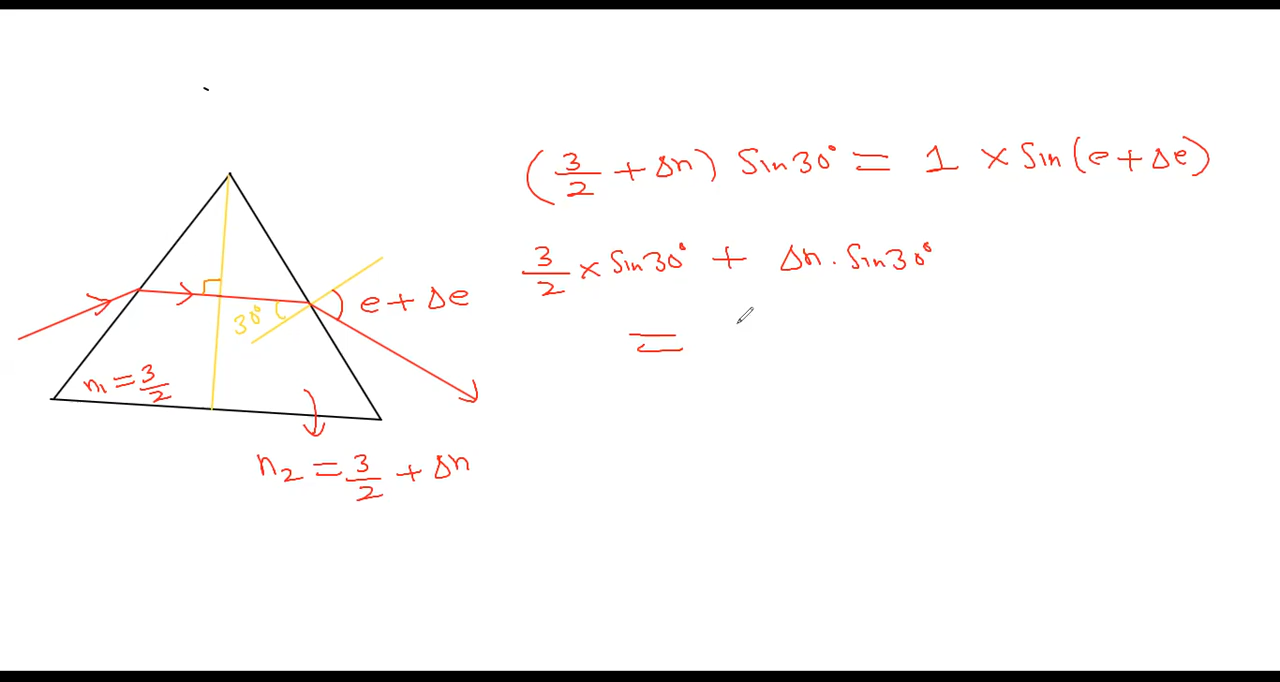 (3/2 + Δn) Sin30° = 1 × Sin(e + Δe)
3/2 × Sin30° + Δn . Sin30°
=
e + Δe
30°
n1 = 3/2
n2 = 3/2 + Δn